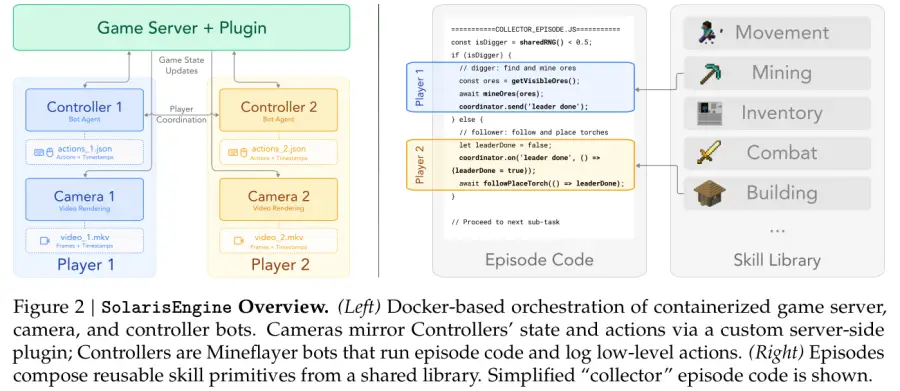 Game Server + Plugin
Game State
Updates
Controller 1
Bot Agent
Player
Coordination
Controller 2
Bot Agent
actions_1.json
Actions + Timestamps
actions_2.json
Actions + Timestamps
Camera 1
Video Rendering
Camera 2
Video Rendering
video_1.mkv
Frames + Timestamps
video_2.mkv
Frames + Timestamps
Player 1
Player 2
===========COLLECTOR_EPISODE.JS===========
const isDigger = sharedRNG() < 0.5;
if (isDigger) {
// digger: find and mine ores
const ores = getVisibleOres();
await mineOres(ores);
coordinator.send('leader done');
} else {
// follower: follow and place torches
let leaderDone = false;
coordinator.on('leader done', () =>
(leaderDone = true));
await followPlaceTorch(() => leaderDone);
}
// Proceed to next sub-task
Player 1
Player 2
Episode Code
Movement
Mining
Inventory
Combat
Building
...
Skill Library
Figure 2 | SolarisEngine Overview. (Left) Docker-based orchestration of containerized game server,
camera, and controller bots. Cameras mirror Controllers' state and actions via a custom server-side
plugin; Controllers are Mineflayer bots that run episode code and log low-level actions. (Right) Episodes
compose reusable skill primitives from a shared library. Simplified "collector" episode code is shown.